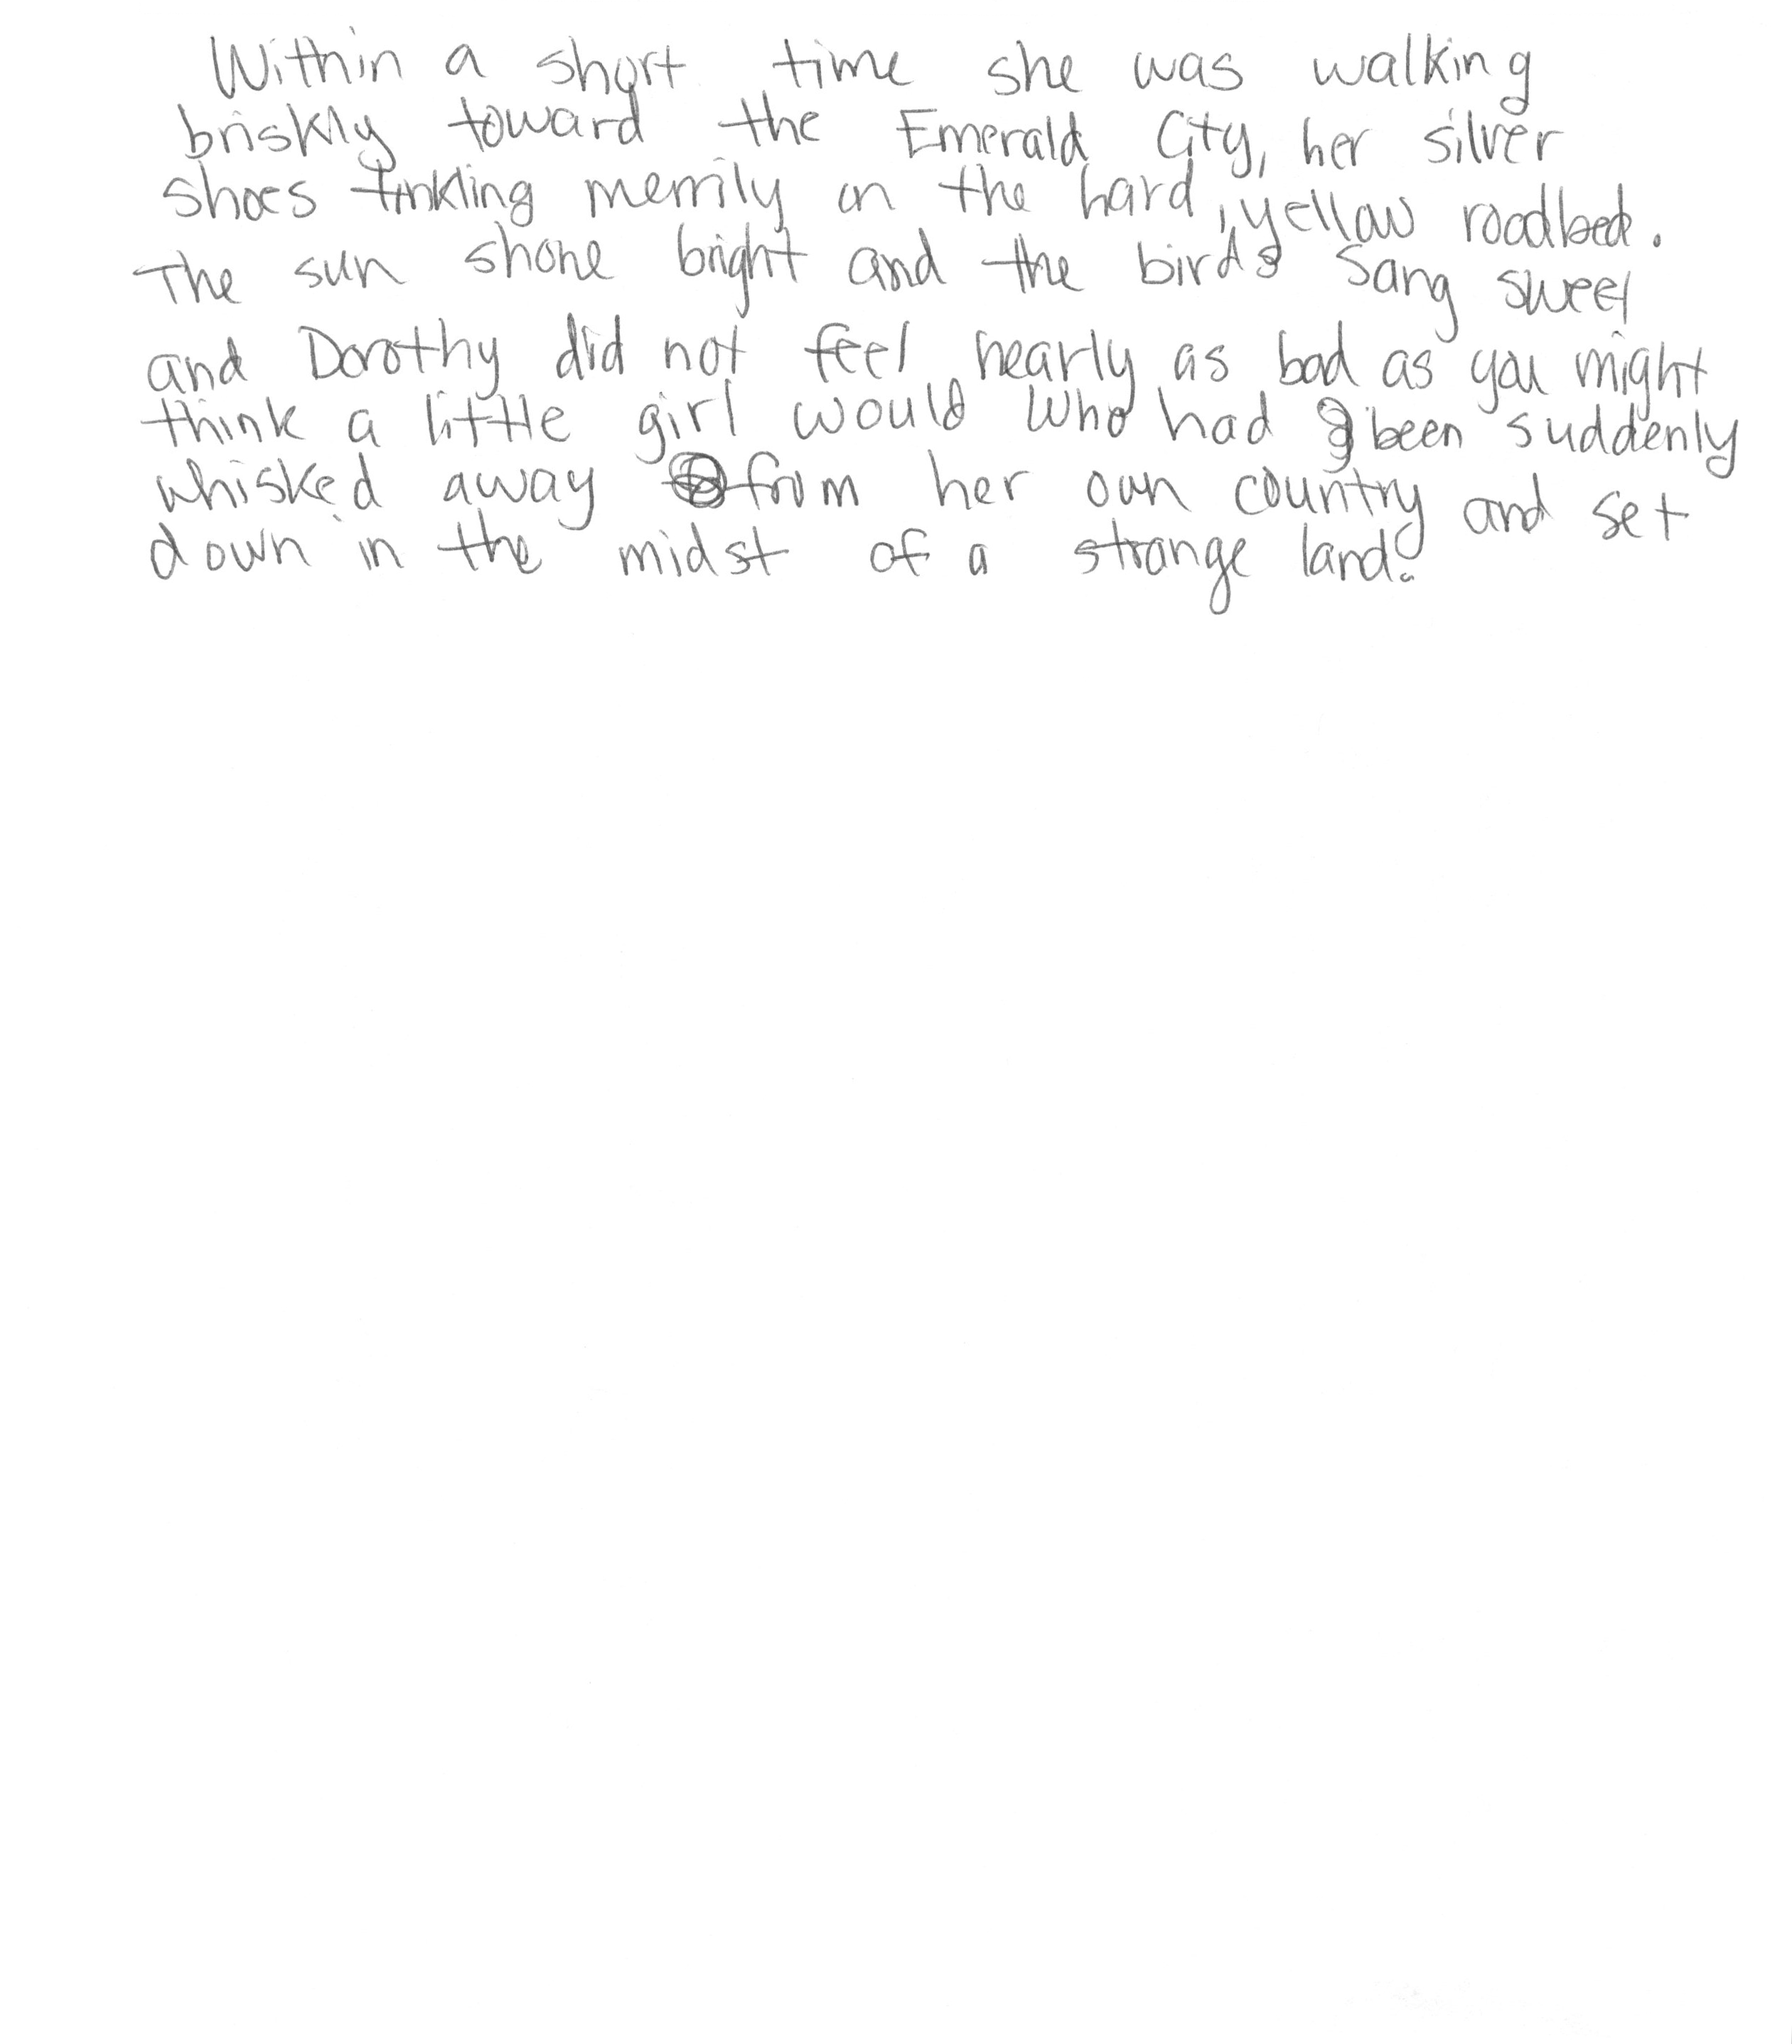 Within a short time she was walking
briskly toward the Emerald City, her silver
shoes tinkling merrily on the hard, yellow roadbed.
The sun shone bright and the birds sang sweet
and Dorothy did not feel nearly as bad as you might
think a little girl would who had been suddenly
whisked away from her own country and set
down in the midst of a strange land.